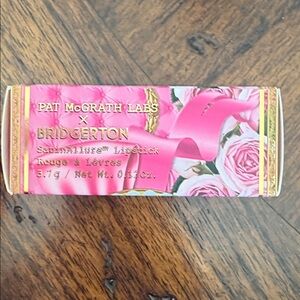 PAT McGRATH LABS
×
BRIDGERTON
SatinAllure™ Lipstick
Rouge à Lèvres
3.7g / Net Wt. 0.13Oz.